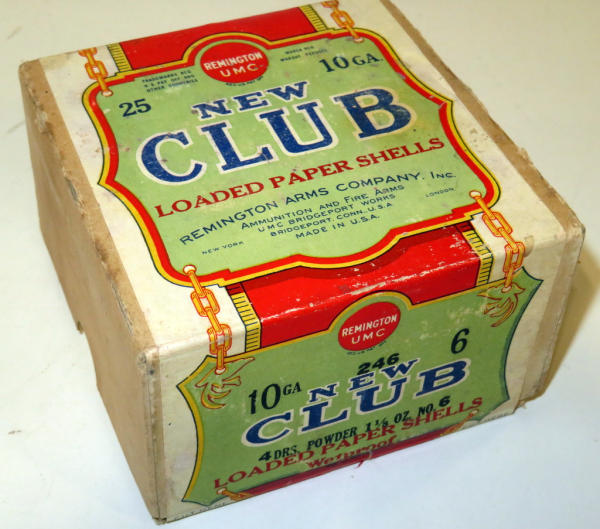 REMINGTON
UMC
TRADEMARKS REG.
U.S. PAT. OFF. AND
OTHER COUNTRIES
25
10 GA.
NEW
CLUB
LOADED PAPER SHELLS
REMINGTON ARMS COMPANY, INC.
AMMUNITION AND FIRE ARMS
UMC BRIDGEPORT WORKS
BRIDGEPORT, CONN. U.S.A
NEW YORK
LONDON
MADE IN U.S.A.
REMINGTON
UMC
10 GA
246
6
NEW
CLUB
4 DRS. POWDER 1¼ OZ. NO. 6
LOADED PAPER SHELLS
Wetproof